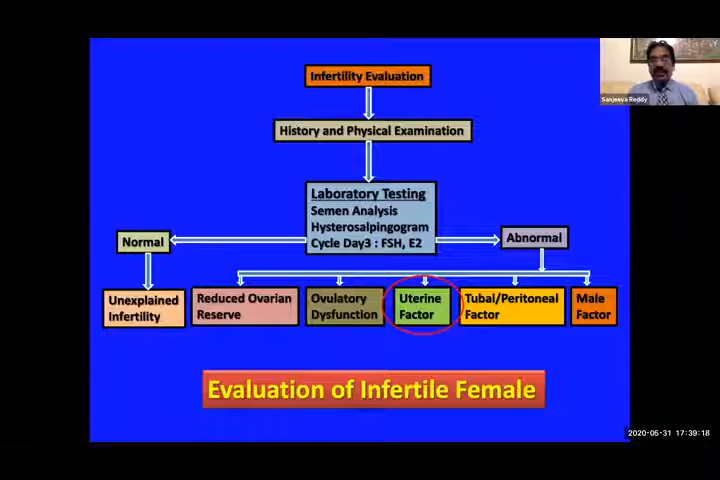 Infertility Evaluation
Sanjeeva Reddy
History and Physical Examination
Laboratory Testing
Semen Analysis
Hysterosalpingogram
Cycle Day3 : FSH, E2
Normal
Abnormal
Unexplained
Infertility
Reduced Ovarian
Reserve
Ovulatory
Dysfunction
Uterine
Factor
Tubal/Peritoneal
Factor
Male
Factor
Evaluation of Infertile Female
2020-05-31 17:39:18